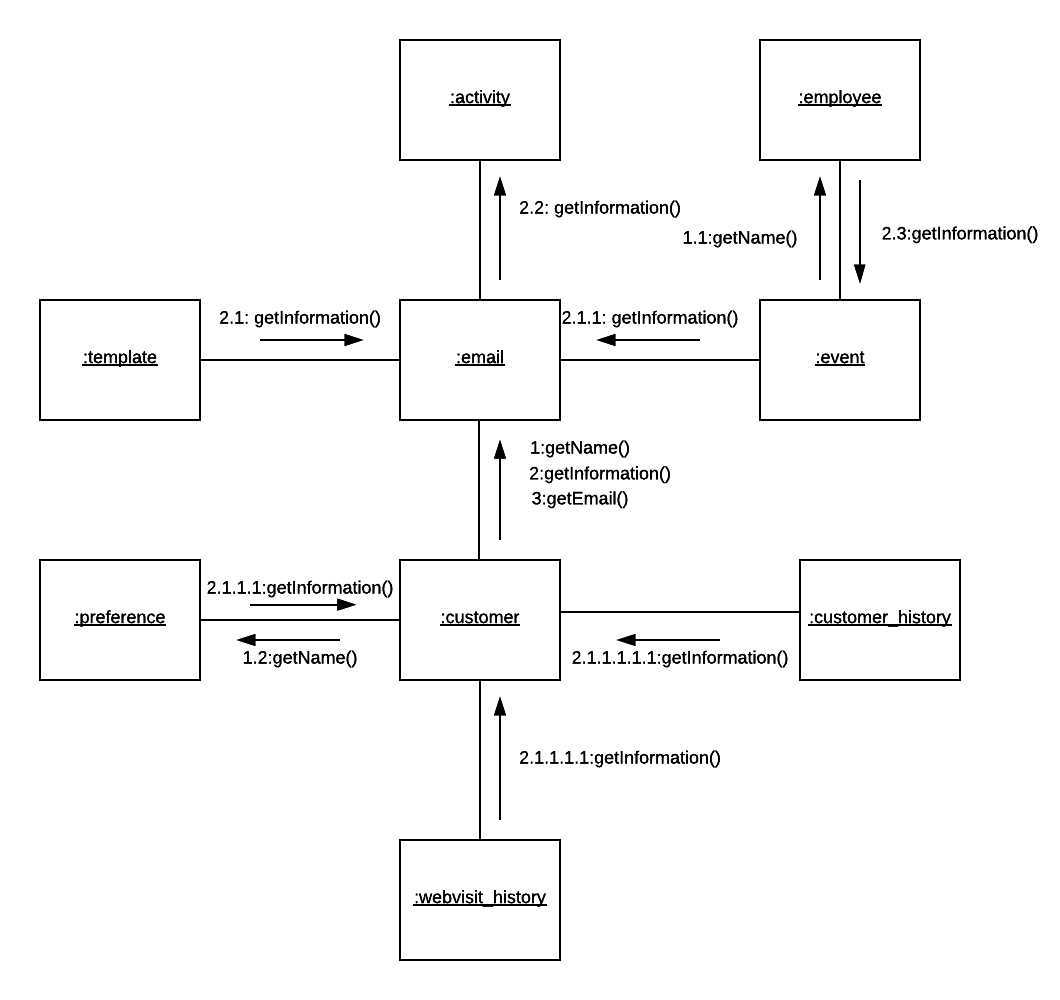 :activity
:employee
2.2: getInformation()
1.1:getName()
2.3:getInformation()
2.1: getInformation()
2.1.1: getInformation()
:template
:email
:event
1:getName()
2:getInformation()
3:getEmail()
2.1.1.1:getInformation()
:preference
:customer
:customer_history
1.2:getName()
2.1.1.1.1.1:getInformation()
2.1.1.1.1:getInformation()
:webvisit_history